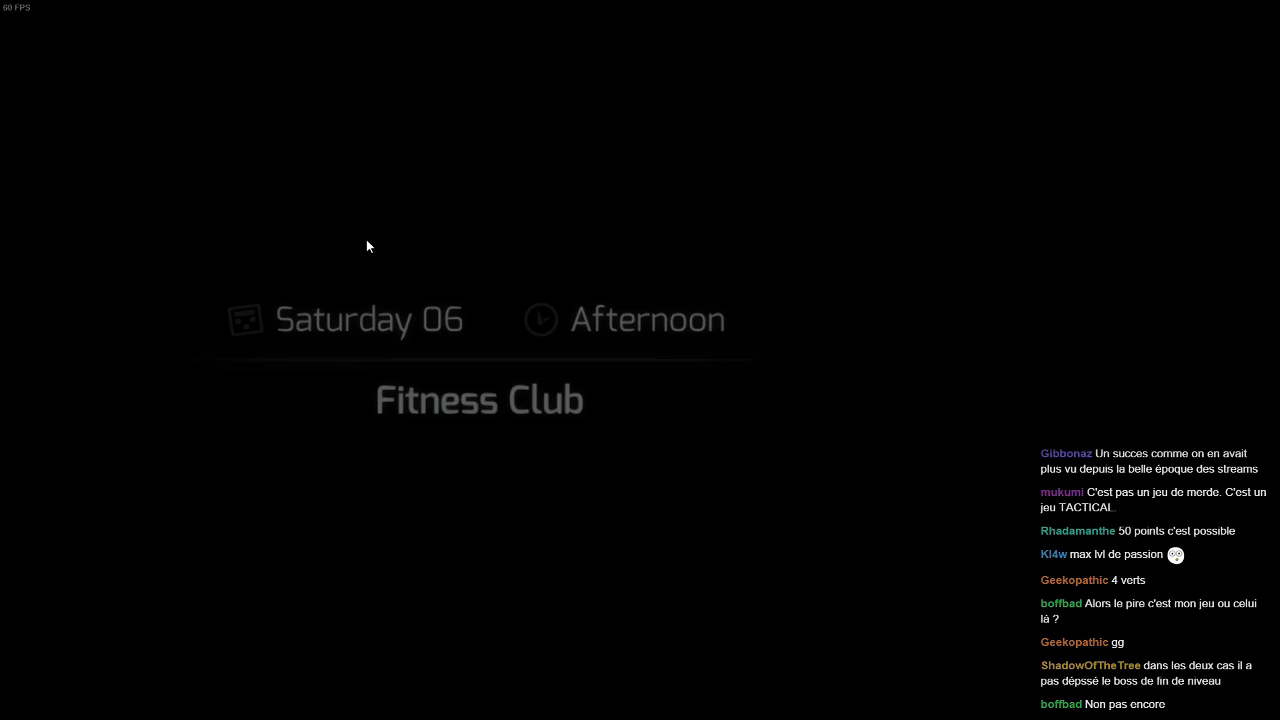 60 FPS
Saturday 06 Afternoon
Fitness Club
Gibbonaz Un succes comme on en avait
plus vu depuis la belle époque des streams
mukumi C'est pas un jeu de merde. C'est un
jeu TACTICAL.
Rhadamanthe 50 points c'est possible
Kl4w max lvl de passion
Geekopathic 4 verts
boffbad Alors le pire c'est mon jeu ou celui
là ?
Geekopathic gg
ShadowOfTheTree dans les deux cas il a
pas dépssé le boss de fin de niveau
boffbad Non pas encore